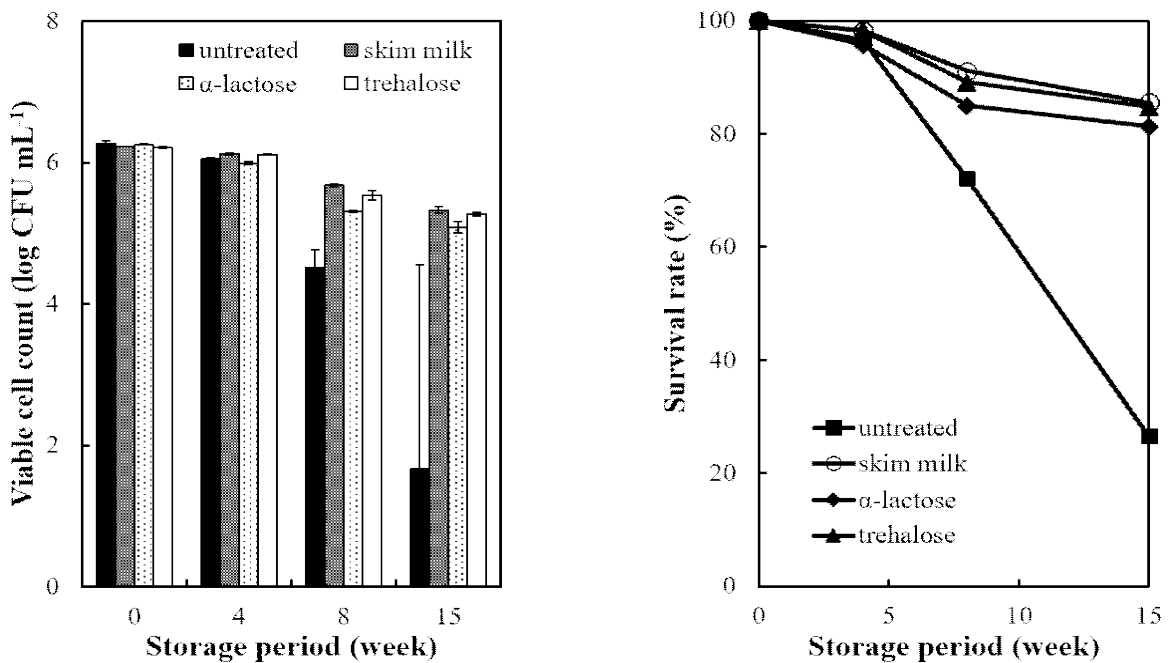 Viable cell count (log CFU mL⁻¹)
8
6
4
2
0
untreated
skim milk
α-lactose
trehalose
0 4 8 15
Storage period (week)
Survival rate (%)
100
80
60
40
20
0
untreated
skim milk
α-lactose
trehalose
0 5 10 15
Storage period (week)